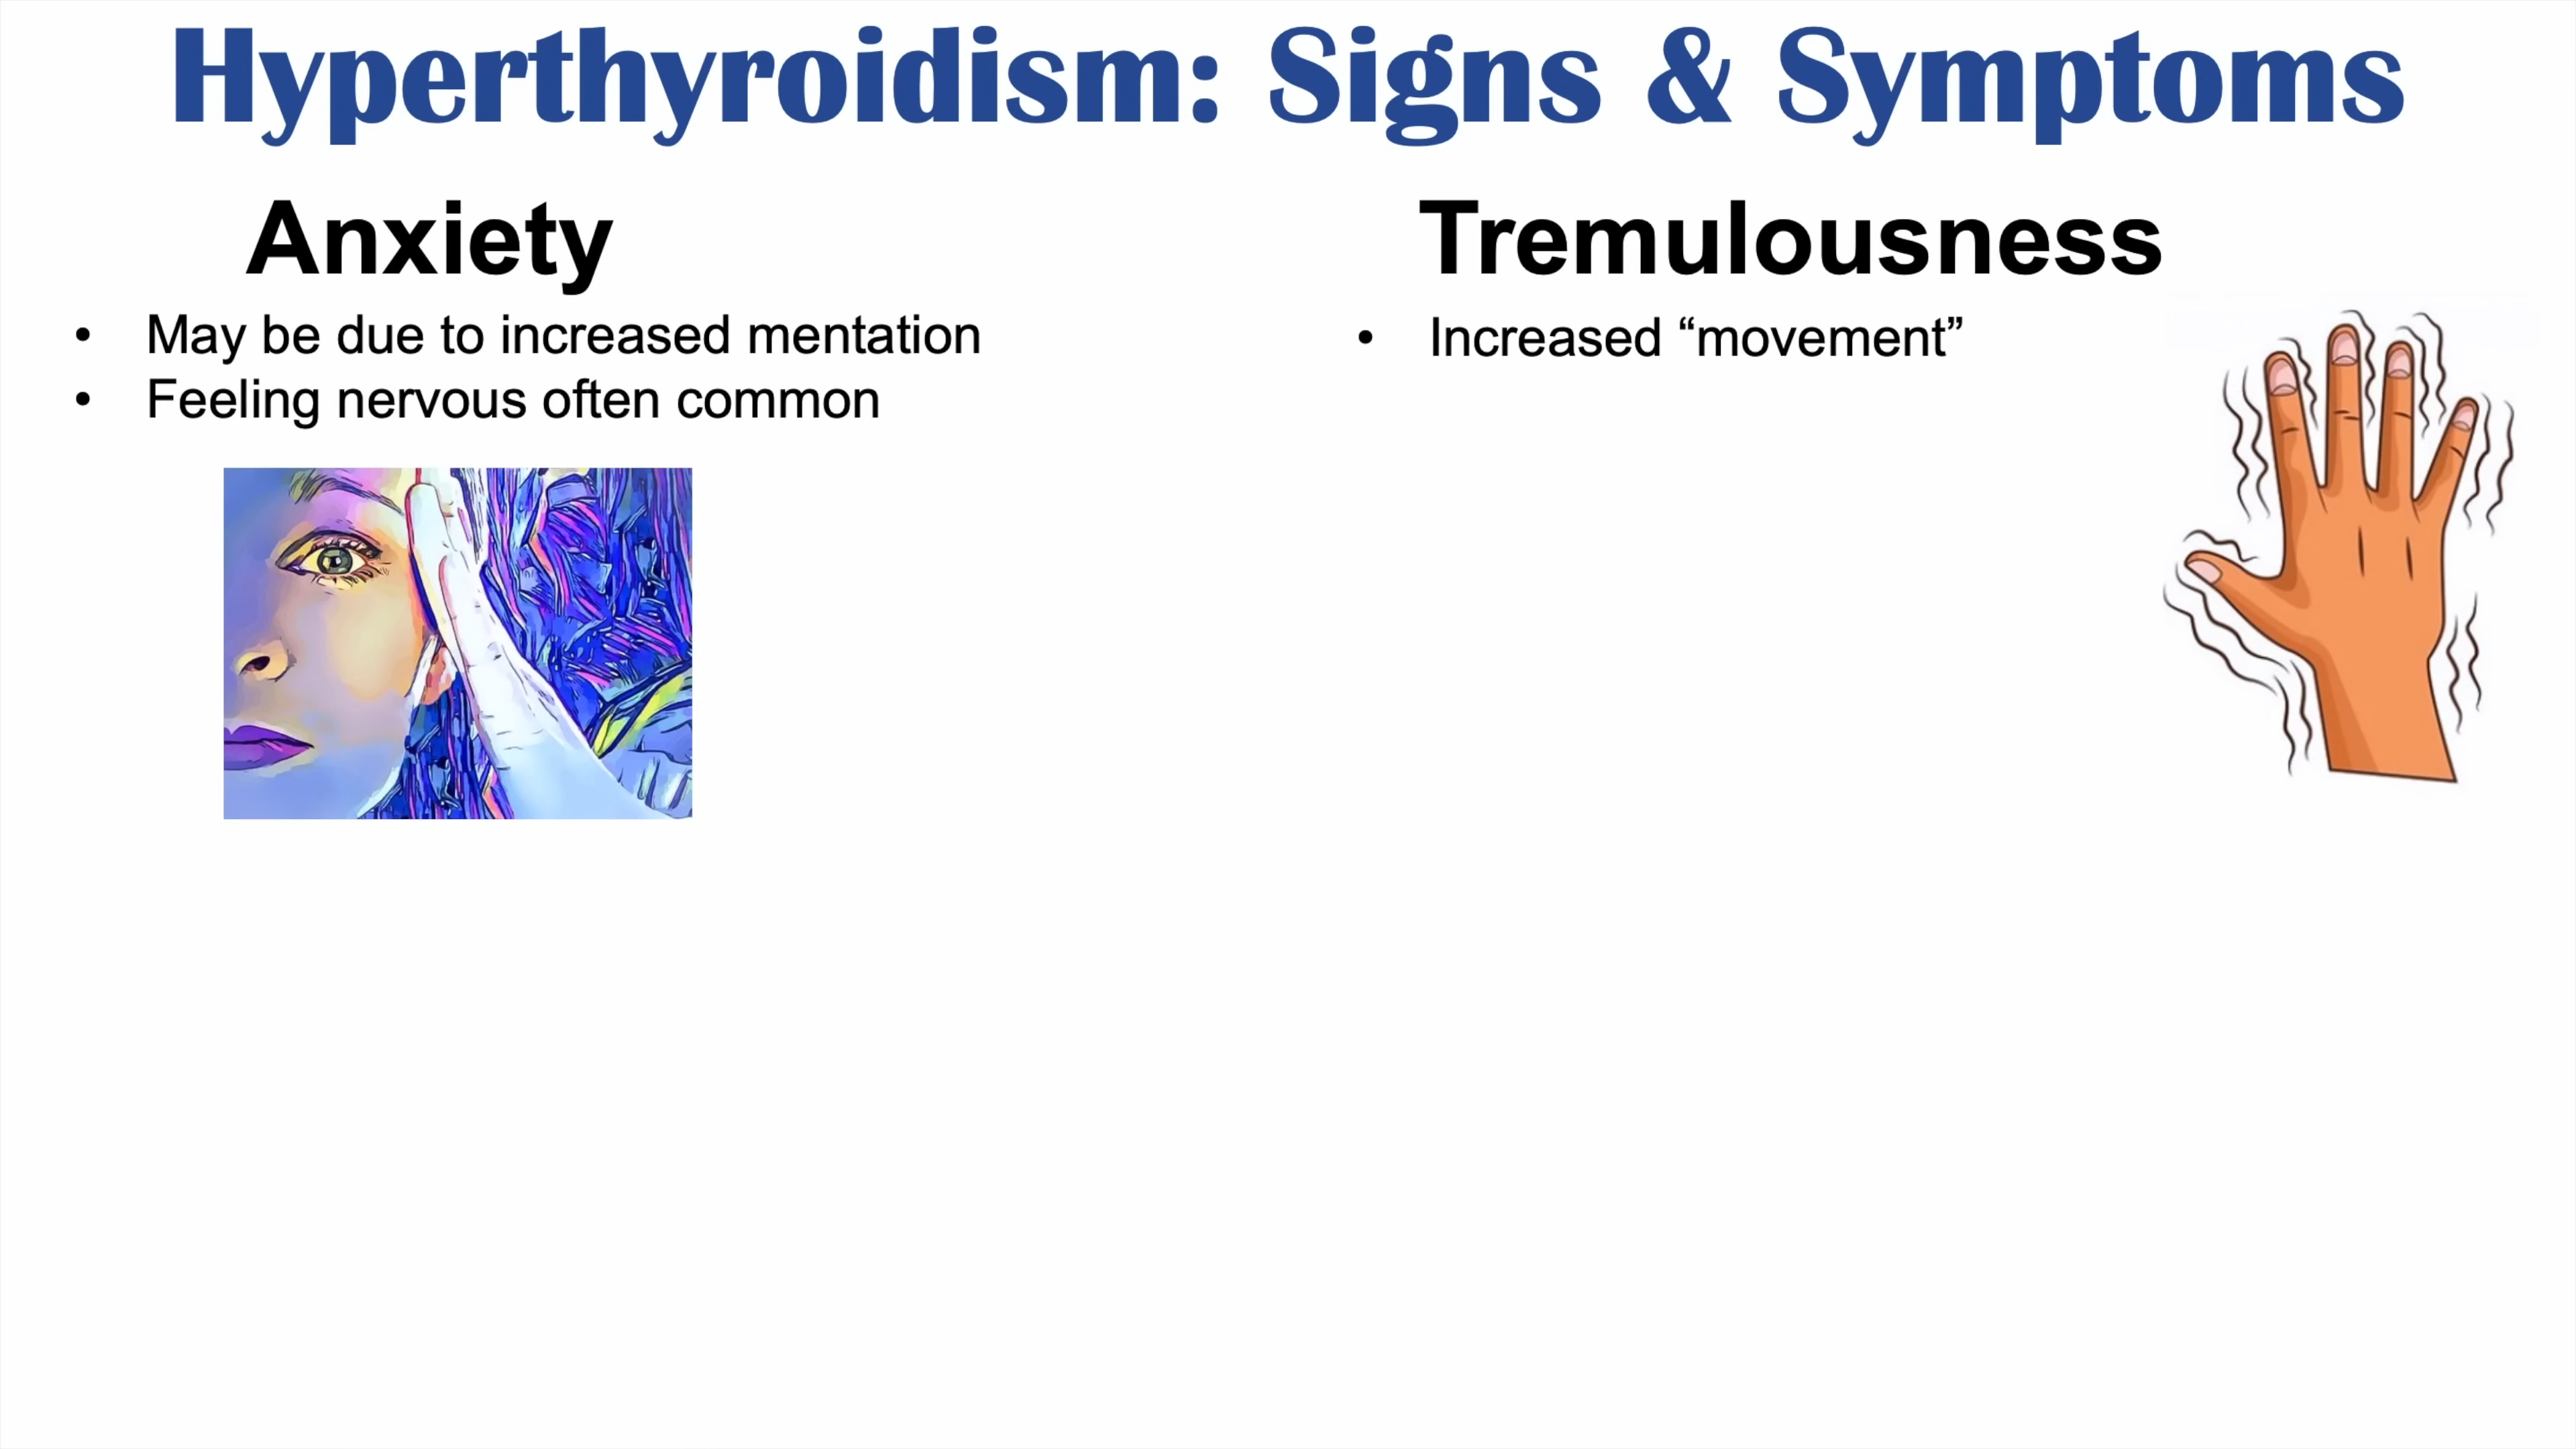 Hyperthyroidism: Signs & Symptoms
Anxiety
• May be due to increased mentation
• Feeling nervous often common
Tremulousness
• Increased “movement”